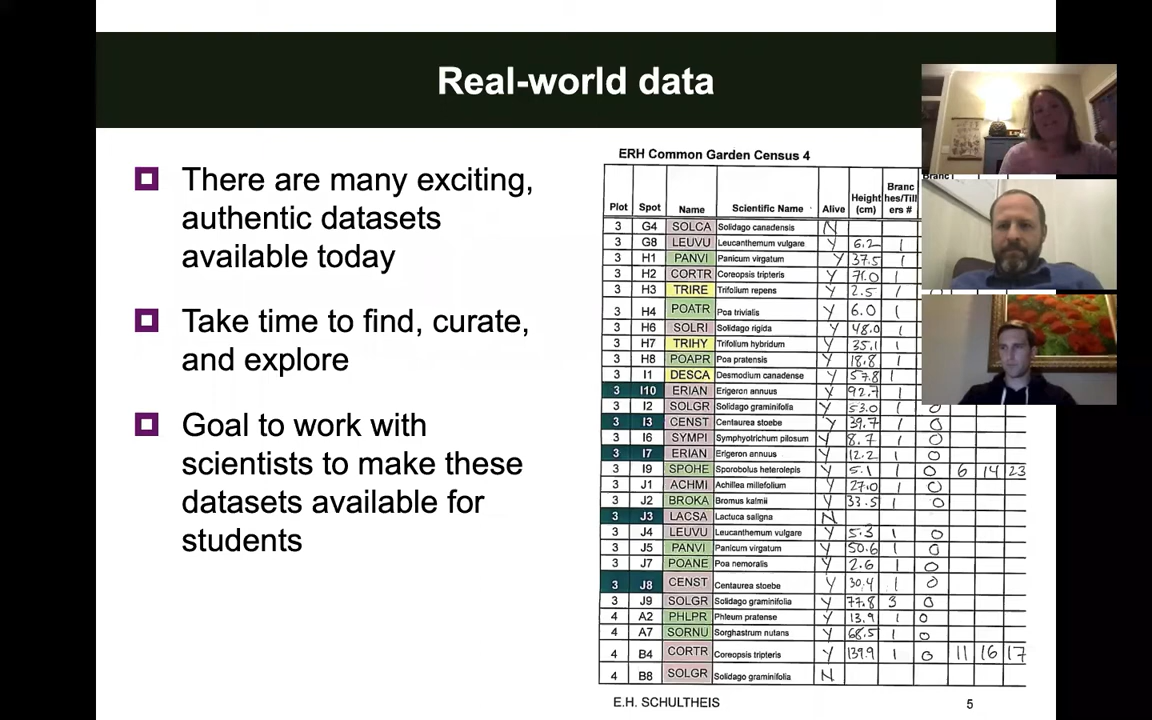 Real-world data
There are many exciting,
authentic datasets
available today
Take time to find, curate,
and explore
Goal to work with
scientists to make these
datasets available for
students
ERH Common Garden Census 4
Plot Spot Name Scientific Name Alive Height (cm) Branc hes/Till ers #
3 G4 SOLCA Solidago canadensis N
3 G8 LEUVU Leucanthemum vulgare Y 6.2 1
3 H1 PANVI Panicum virgatum Y 37.5 1
3 H2 CORTR Coreopsis tripteris Y 71.0 1
3 H3 TRIRE Trifolium repens Y 2.5 1
3 H4 POATR Poa trivialis Y 6.0 1
3 H6 SOLRI Solidago rigida Y 48.0 1
3 H7 TRIHY Trifolium hybridum Y 35.1 1
3 H8 POAPR Poa pratensis Y 18.8 1
3 I1 DESCA Desmodium canadense Y 57.8 1
3 I10 ERIAN Erigeron annuus Y 92.7 1
3 I2 SOLGR Solidago graminifolia Y 53.0 1 0
3 I3 CENST Centaurea stoebe Y 39.7 1 0
3 I6 SYMPI Symphyotrichum pilosum Y 8.7 1 0
3 I7 ERIAN Erigeron annuus Y 12.2 1 0
3 I9 SPOHE Sporobolus heterolepis Y 5.1 1 0 6 14 23
3 J1 ACHMI Achillea millefolium Y 27.0 1 0
3 J2 BROKA Bromus kalmii Y 33.5 1 0
3 J3 LACSA Lactuca saligna N
3 J4 LEUVU Leucanthemum vulgare Y 5.3 1 0
3 J5 PANVI Panicum virgatum Y 50.6 1 0
3 J7 POANE Poa nemoralis Y 2.6 1 0
3 J8 CENST Centaurea stoebe Y 30.4 1 0
3 J9 SOLGR Solidago graminifolia Y 77.8 3 0
4 A2 PHLPR Phleum pratense Y 13.9 1 0
4 A7 SORNU Sorghastrum nutans Y 68.5 1 0
4 B4 CORTR Coreopsis tripteris Y 139.9 1 0 11 16 17
4 B8 SOLGR Solidago graminifolia N
E.H. SCHULTHEIS
5